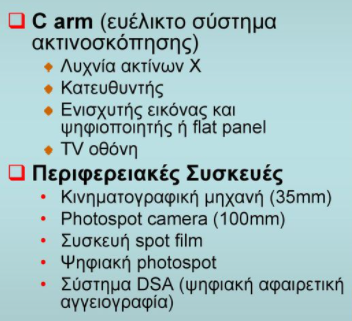 C arm (ευέλικτο σύστημα
ακτινοσκόπησης)
Λυχνία ακτίνων Χ
Κατευθυντής
Ενισχυτής εικόνας και
ψηφιοποιητής ή flat panel
TV οθόνη
Περιφερειακές Συσκευές
Κινηματογραφική μηχανή (35mm)
Photospot camera (100mm)
Συσκευή spot film
Ψηφιακή photospot
Σύστημα DSA (ψηφιακή αφαιρετική
αγγειογραφία)